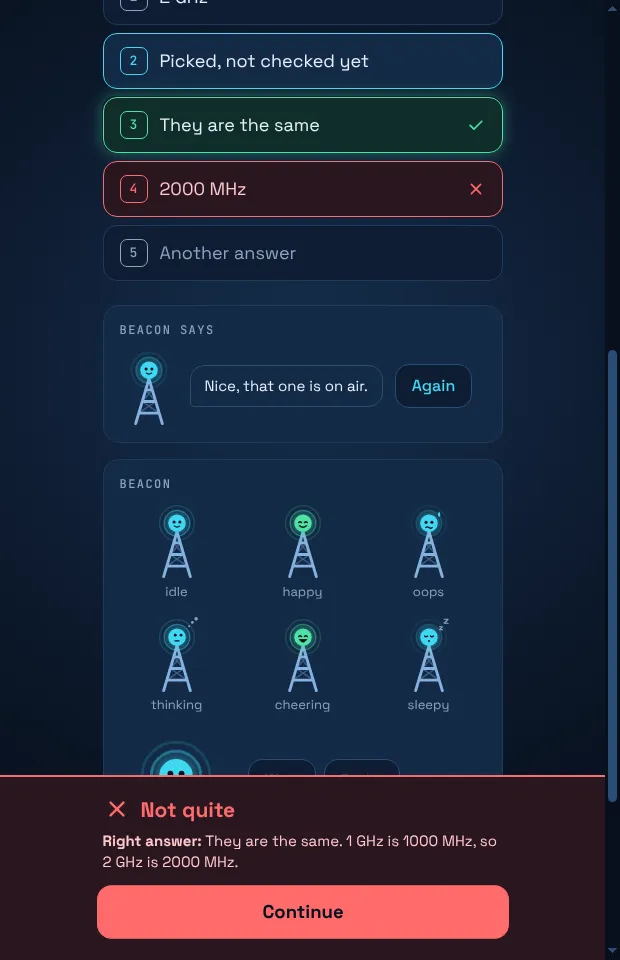 2 GHz
2 Picked, not checked yet
3 They are the same
4 2000 MHz
5 Another answer
BEACON SAYS
Nice, that one is on air.
Again
BEACON
idle
happy
oops
z
z
thinking
cheering
sleepy
Not quite
Right answer: They are the same. 1 GHz is 1000 MHz, so
2 GHz is 2000 MHz.
Continue